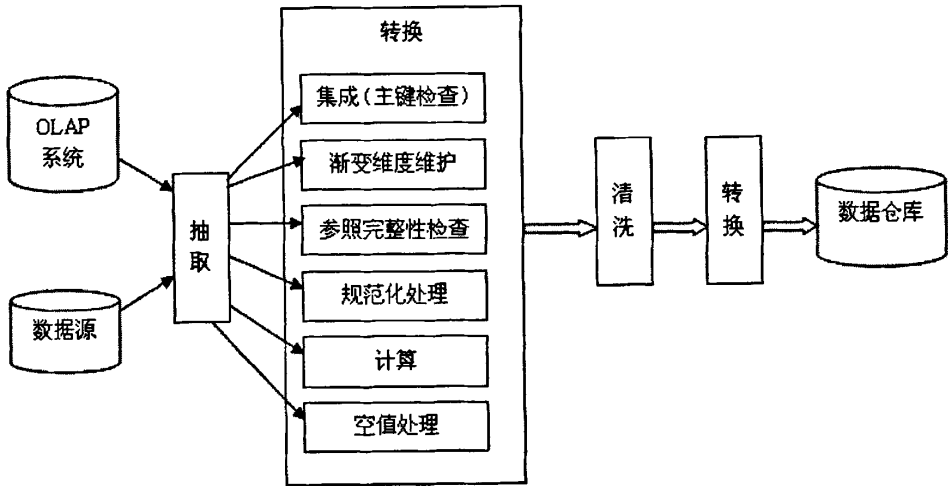 转换
OLAP
系统
数据源
抽
取
集成(主键检查)
渐变维度维护
参照完整性检查
规范化处理
计算
空值处理
清
洗
转
换
数据仓库